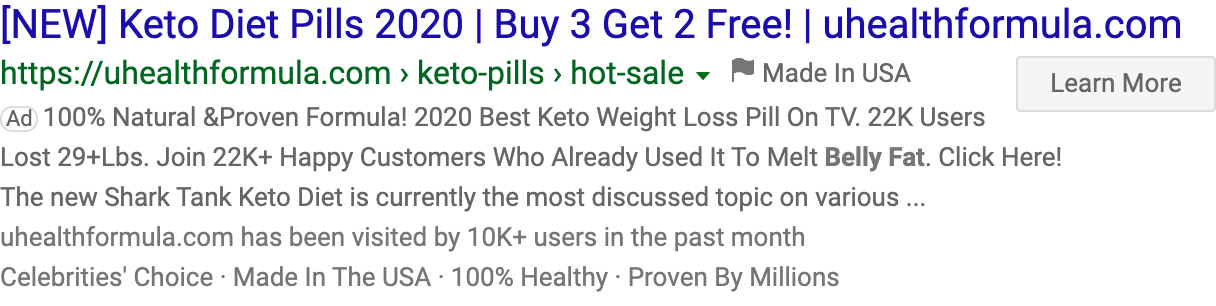 [NEW] Keto Diet Pills 2020 | Buy 3 Get 2 Free! | uhealthformula.com
https://uhealthformula.com › keto-pills › hot-sale Made In USA
Learn More
Ad 100% Natural &Proven Formula! 2020 Best Keto Weight Loss Pill On TV. 22K Users
Lost 29+Lbs. Join 22K+ Happy Customers Who Already Used It To Melt Belly Fat. Click Here!
The new Shark Tank Keto Diet is currently the most discussed topic on various ...
uhealthformula.com has been visited by 10K+ users in the past month
Celebrities' Choice · Made In The USA · 100% Healthy · Proven By Millions